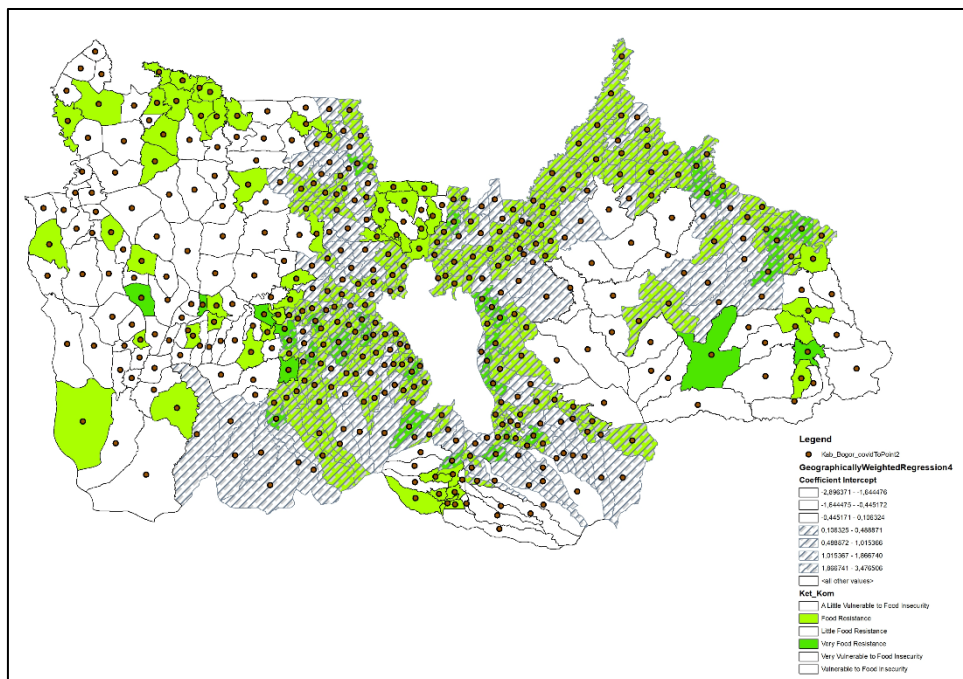 Legend
Kab_Bogor_covidToPoint2
GeographicallyWeightedRegression4
Coefficient Intercept
-2,896371 - -1,644476
-1,644475 - -0,445172
-0,445171 - 0,138324
0,138325 - 0,488871
0,488872 - 1,015366
1,015367 - 1,866740
1,866741 - 3,476506
<all other values>
Ket_Kom
A Little Vulnerable to Food Insecurity
Food Resistance
Little Food Resistance
Very Food Resistance
Very Vulnerable to Food Insecurity
Vulnerable to Food Insecurity